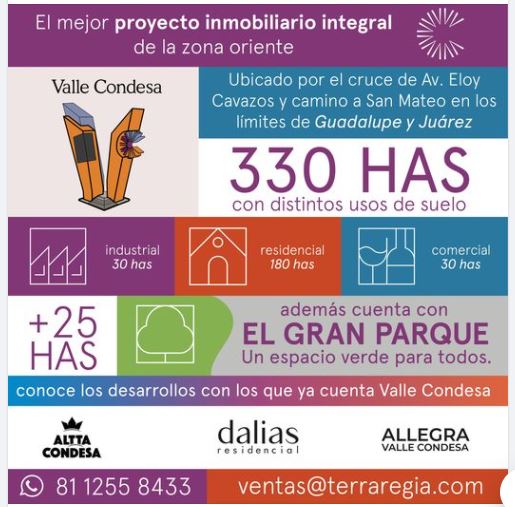 El mejor proyecto inmobiliario integral
de la zona oriente
Valle Condesa
Ubicado por el cruce de Av. Eloy
Cavazos y camino a San Mateo en los
límites de Guadalupe y Juárez
330 HAS
con distintos usos de suelo
industrial
30 has
residencial
180 has
comercial
30 has
+25
HAS
además cuenta con
EL GRAN PARQUE
Un espacio verde para todos.
conoce los desarrollos con los que ya cuenta Valle Condesa
ALTTA
CONDESA
dalias
residencial
ALLEGRA
VALLE CONDESA
81 1255 8433
ventas@terraregia.com